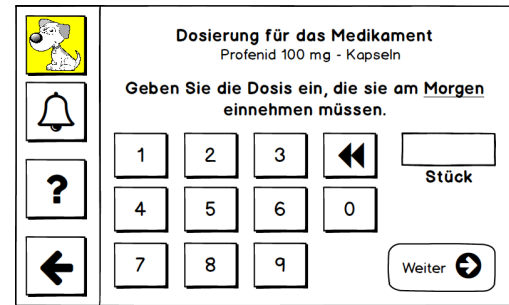 Dosierung für das Medikament
Profenid 100 mg - Kapseln
Geben Sie die Dosis ein, die sie am Morgen
einnehmen müssen.
1 2 3
Stück
?
4 5 6 0
7 8 9
Weiter